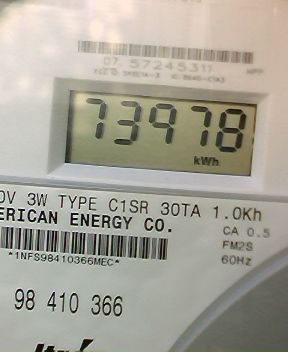 07 57245311
73978
kWh
0V 3W TYPE C1SR 30TA 1.0Kh
ERICAN ENERGY CO.
CA 0.5
FM2S
*1NFS98410366MEC*
60Hz
98 410 366